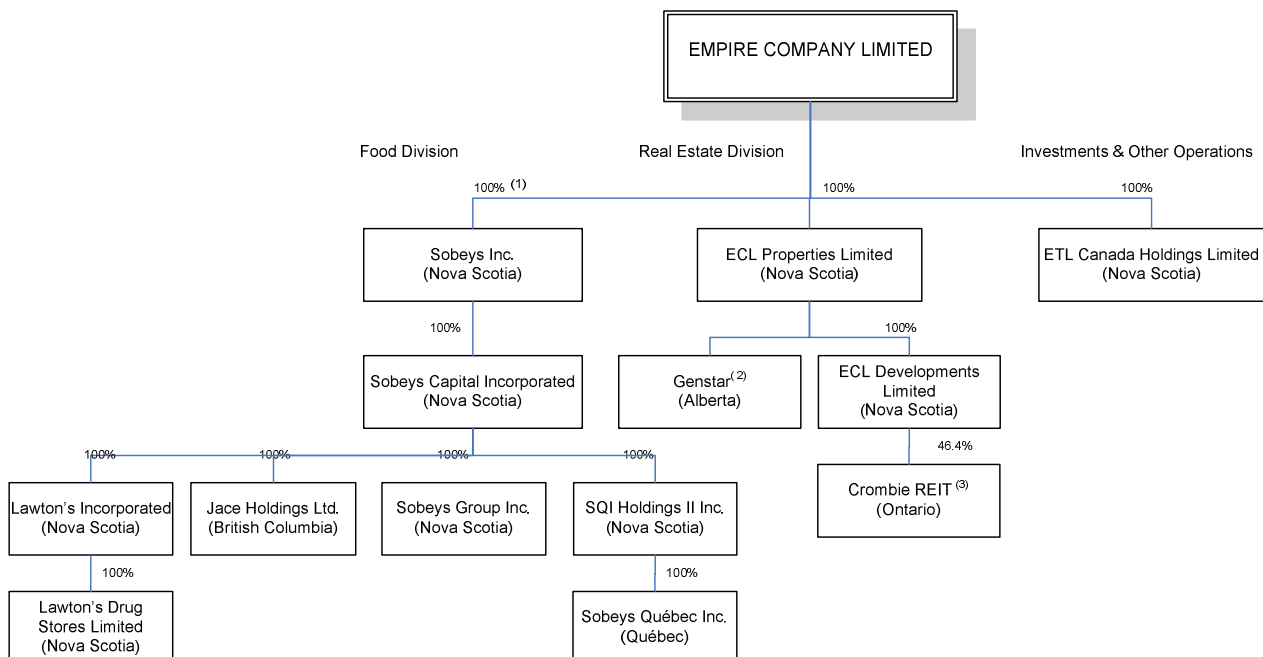 EMPIRE COMPANY LIMITED
Food Division
Real Estate Division
Investments & Other Operations
100% (1)
100%
100%
Sobeys Inc.
(Nova Scotia)
ECL Properties Limited
(Nova Scotia)
ETL Canada Holdings Limited
(Nova Scotia)
100%
100%
Sobeys Capital Incorporated
(Nova Scotia)
Genstar(2)
(Alberta)
ECL Developments
Limited
(Nova Scotia)
46.4%
100%
100%
100%
100%
Lawton's Incorporated
(Nova Scotia)
Jace Holdings Ltd.
(British Columbia)
Sobeys Group Inc.
(Nova Scotia)
SQI Holdings II Inc.
(Nova Scotia)
Crombie REIT (3)
(Ontario)
100%
100%
Lawton's Drug
Stores Limited
(Nova Scotia)
Sobeys Québec Inc.
(Québec)